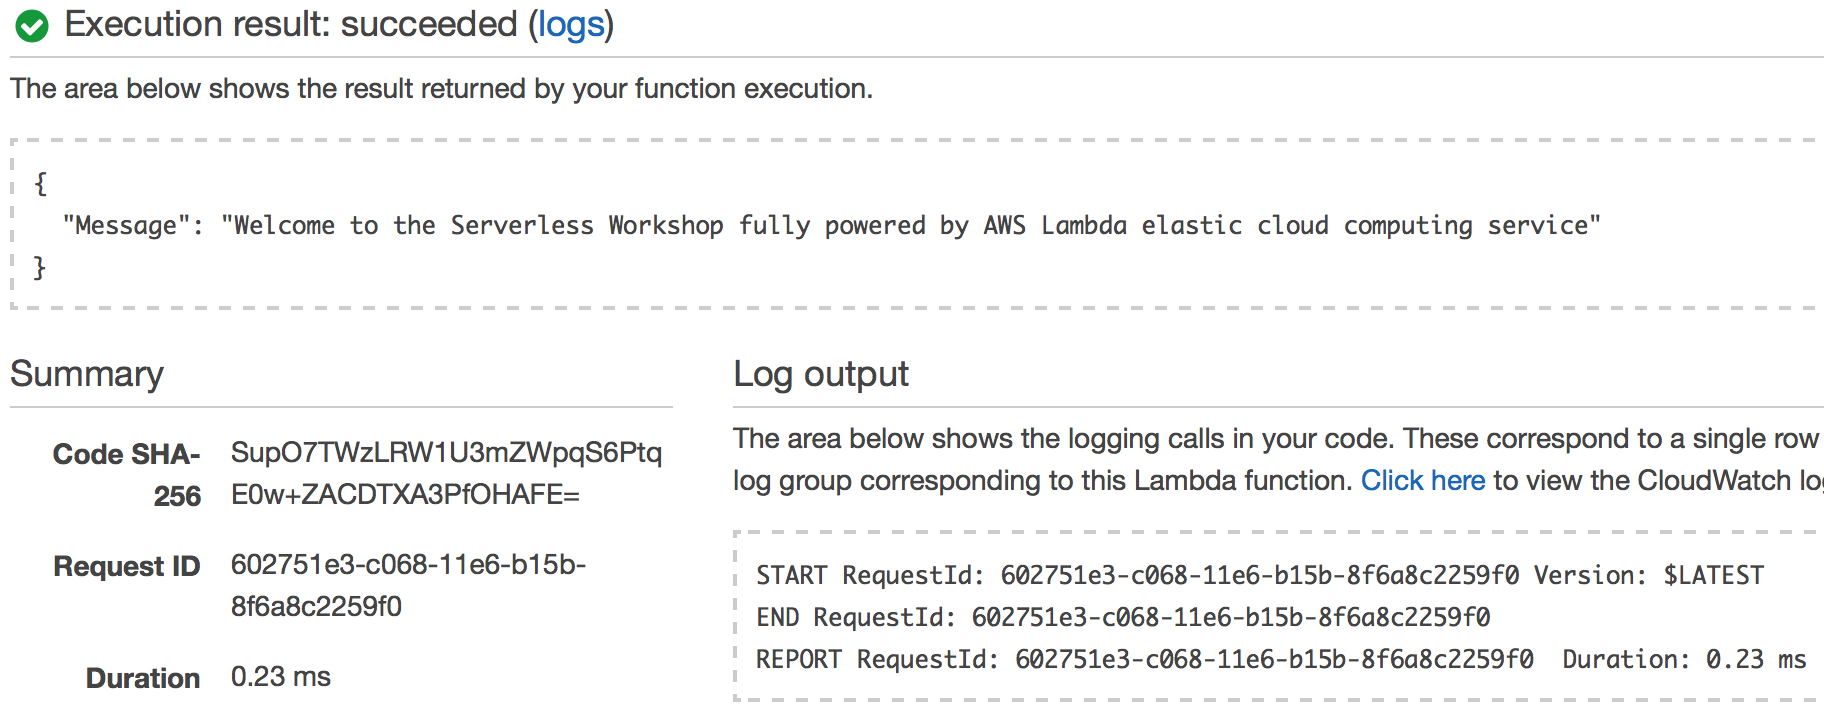 Execution result: succeeded (logs)
The area below shows the result returned by your function execution.
{
"Message": "Welcome to the Serverless Workshop fully powered by AWS Lambda elastic cloud computing service"
}
Summary
Code SHA-
256
SupO7TWzLRW1U3mZWpqS6Ptq
E0w+ZACDTXA3PfOHAFE=
Request ID
602751e3-c068-11e6-b15b-
8f6a8c2259f0
Duration
0.23 ms
Log output
The area below shows the logging calls in your code. These correspond to a single row
log group corresponding to this Lambda function. Click here to view the CloudWatch
START RequestId: 602751e3-c068-11e6-b15b-8f6a8c2259f0 Version: $LATEST
END RequestId: 602751e3-c068-11e6-b15b-8f6a8c2259f0
REPORT RequestId: 602751e3-c068-11e6-b15b-8f6a8c2259f0 Duration: 0.23 ms